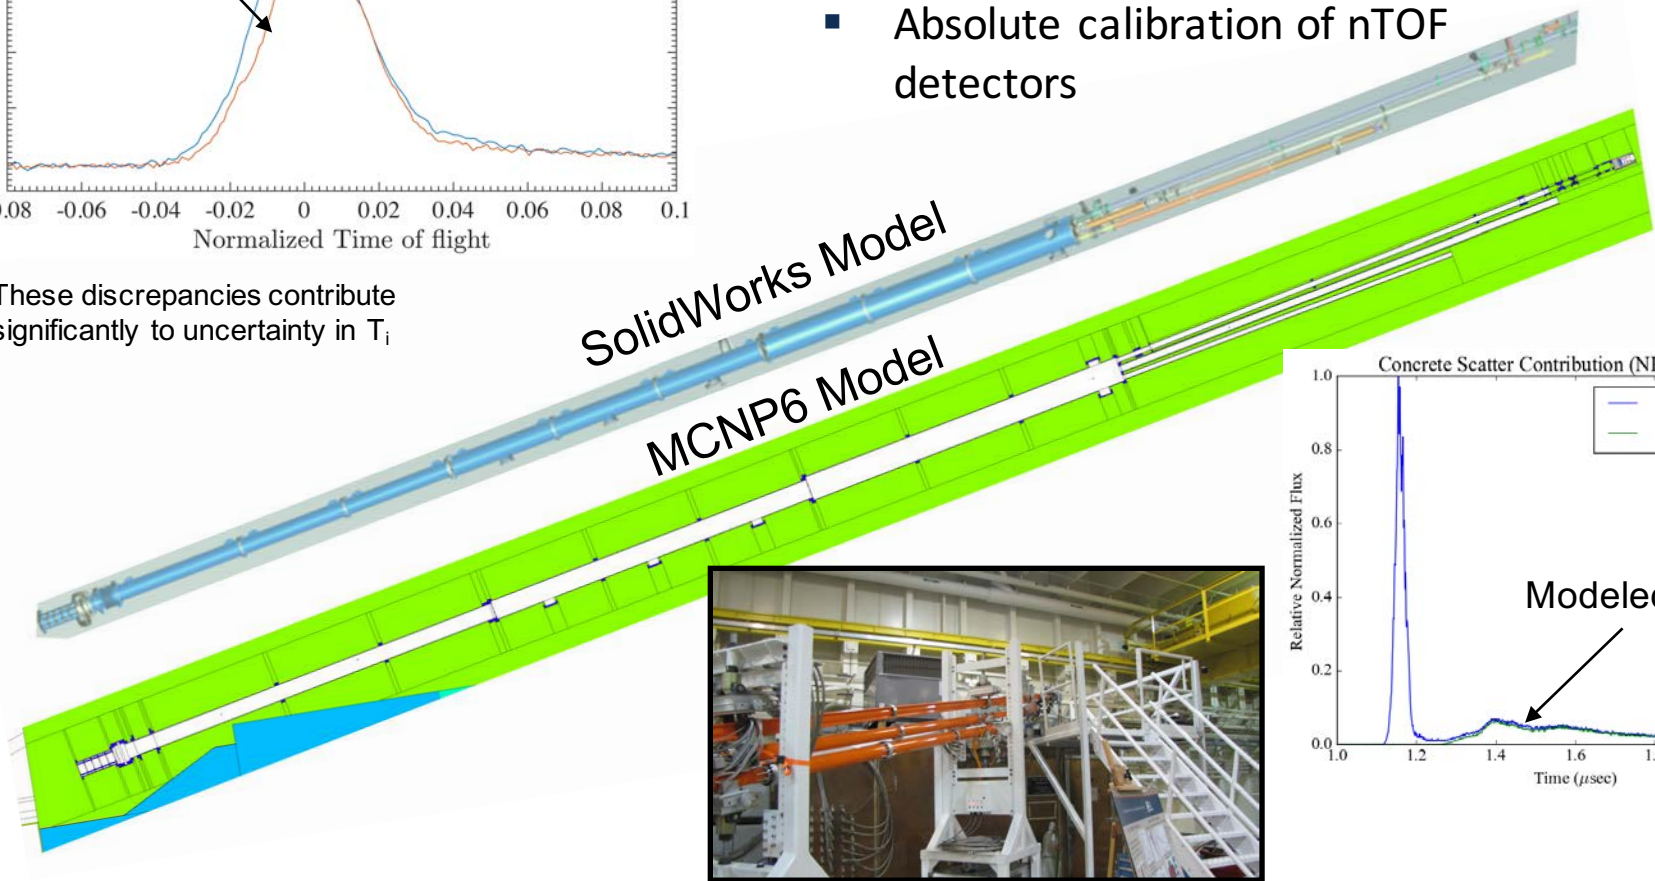 Absolute calibration of nTOF
detectors
-0.06 -0.04 -0.02 0 0.02 0.04 0.06 0.08 0.1
Normalized Time of flight
These discrepancies contribute
significantly to uncertainty in Ti
SolidWorks Model
MCNP6 Model
Concrete Scatter Contribution
1.0
0.8
0.6
0.4
0.2
0.0
Relative Normalized Flux
1.0 1.2 1.4 1.6
Time (μsec)